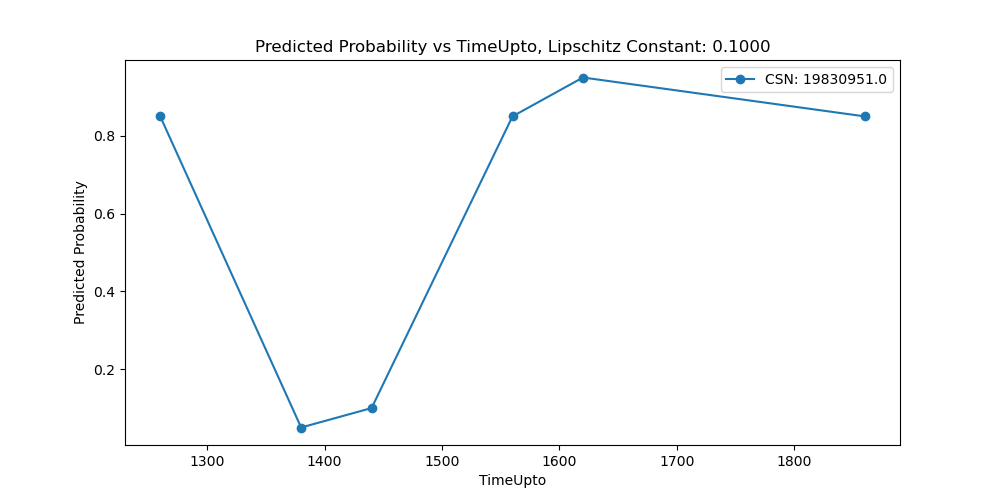 Predicted Probability vs TimeUpto, Lipschitz Constant: 0.1000
CSN: 19830951.0
Predicted Probability
0.8
0.6
0.4
0.2
1300 1400 1500 1600 1700 1800
TimeUpto